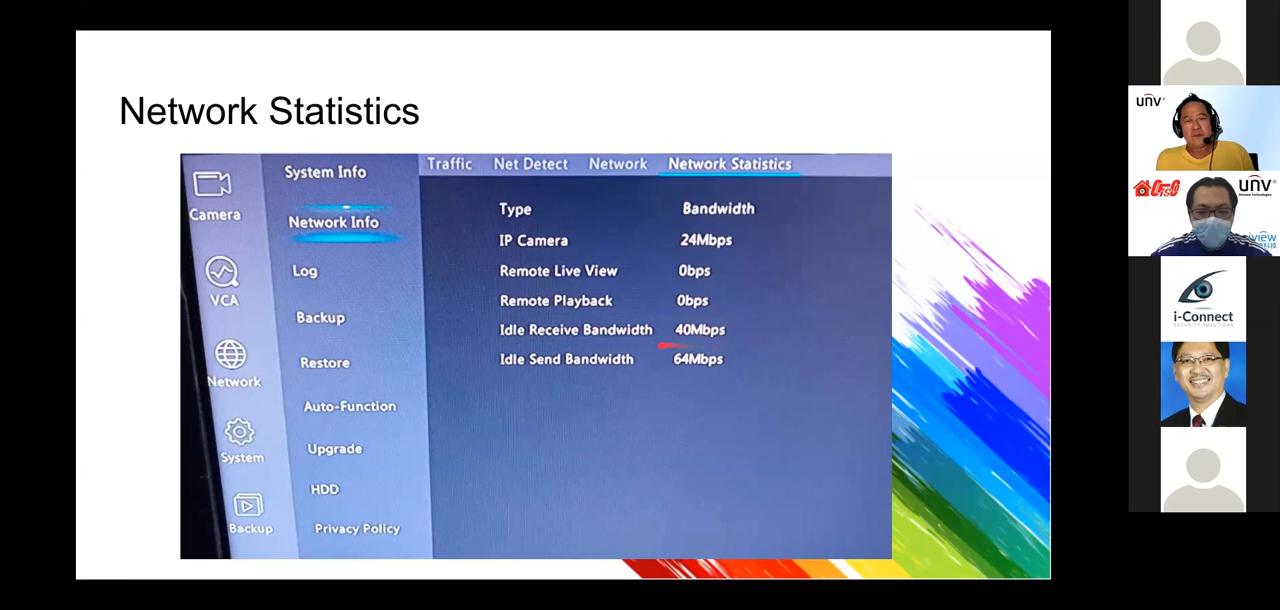 Network Statistics
Traffic Net Detect Network Network Statistics
Camera
VCA
Network
System
Backup
System Info
Network Info
Log
Backup
Restore
Auto-Function
Upgrade
HDD
Privacy Policy
Type Bandwidth
IP Camera 24Mbps
Remote Live View 0bps
Remote Playback 0bps
Idle Receive Bandwidth 40Mbps
Idle Send Bandwidth 64Mbps
unv
unv
i-Connect
SECURITY SOLUTIONS